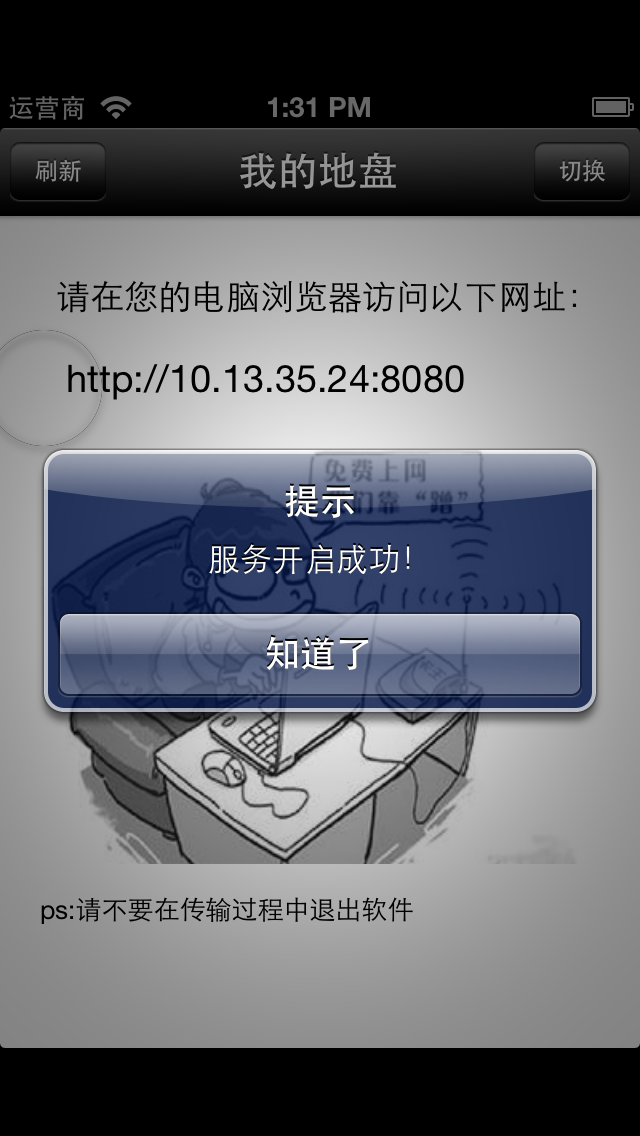 运营商
1:31 PM
刷新
我的地盘
切换
请在您的电脑浏览器访问以下网址：
http://10.13.35.24:8080
免费上网
们靠“蹭”
提示
服务开启成功！
知道了
ps:请不要在传输过程中退出软件